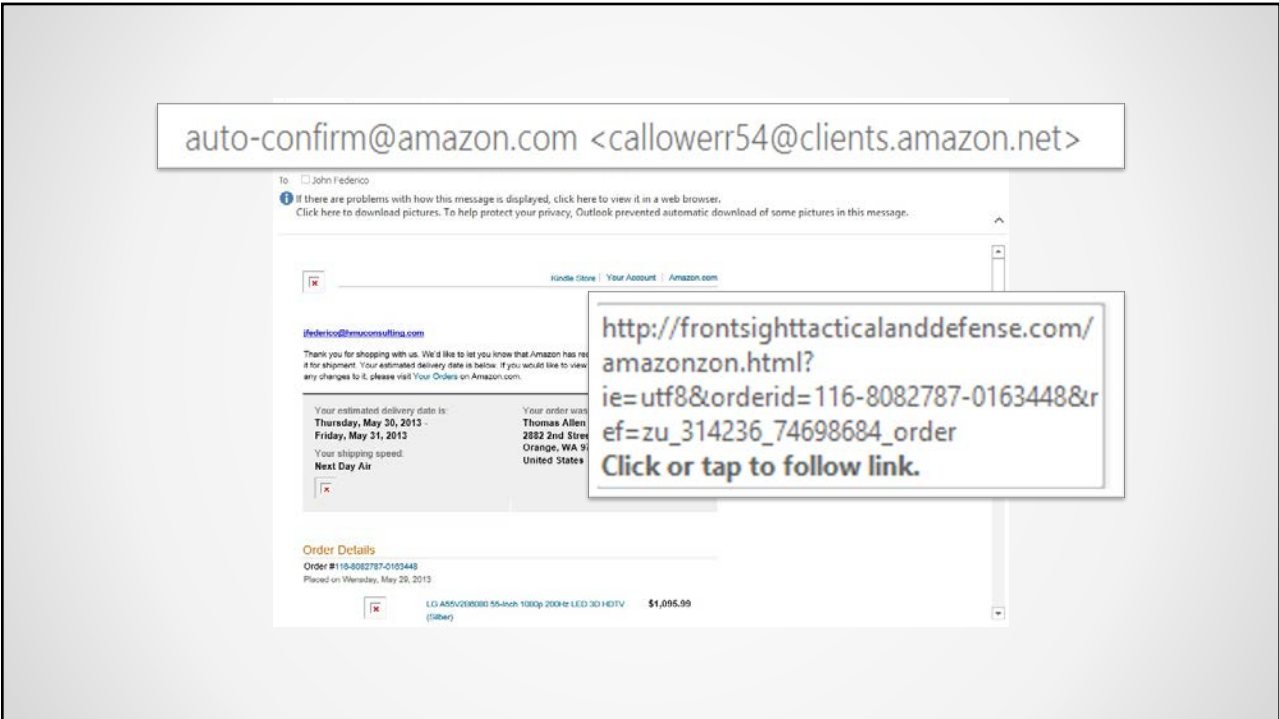 auto-confirm@amazon.com <callowerr54@clients.amazon.net>
To John Federico
If there are problems with how this message is displayed, click here to view it in a web browser.
Click here to download pictures. To help protect your privacy, Outlook prevented automatic download of some pictures in this message.
Kindle Store | Your Account | Amazon.com
jfederico@hmuconsulting.com
Thank you for shopping with us. We'd like to let you know that Amazon has
it for shipment. Your estimated delivery date is below. If you would like to view
any changes to it, please visit Your Orders on Amazon.com.
Your estimated delivery date is:
Thursday, May 30, 2013 -
Friday, May 31, 2013
Your shipping speed:
Next Day Air
Your order was
Thomas Allen
2882 2nd
Orange, WA
United States
http://frontsighttacticalanddefense.com/
amazonzon.html?
ie=utf8&orderid=116-8082787-0163448&r
ef=zu_314236_74698684_order
Click or tap to follow link.
Order Details
Order #116-8082787-0163448
Placed on Wensday, May 29, 2013
LG 55-Inch 1080p 200Hz LED 3D HDTV $1,095.99
(Silber)